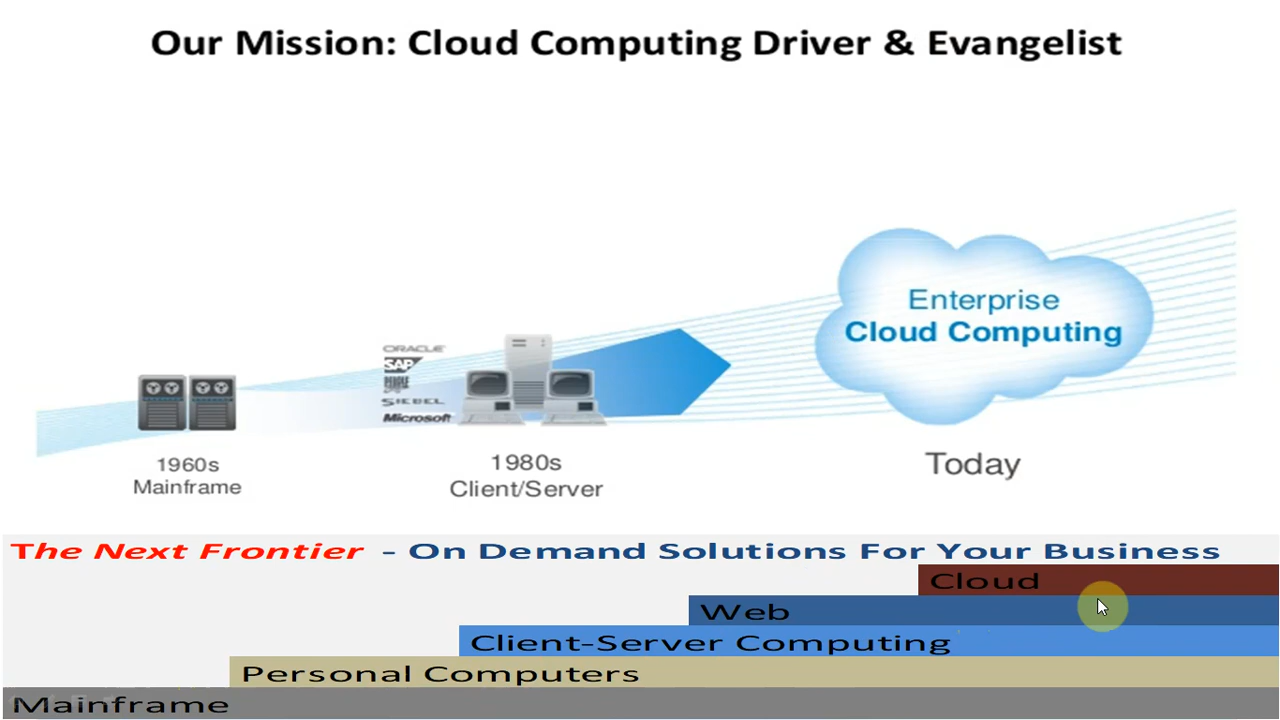 Our Mission: Cloud Computing Driver & Evangelist
Enterprise
Cloud Computing
ORACLE
SAP
SIEBEL
Microsoft
1960s
Mainframe
1980s
Client/Server
Today
The Next Frontier - On Demand Solutions For Your Business
Cloud
Web
Client-Server Computing
Personal Computers
Mainframe